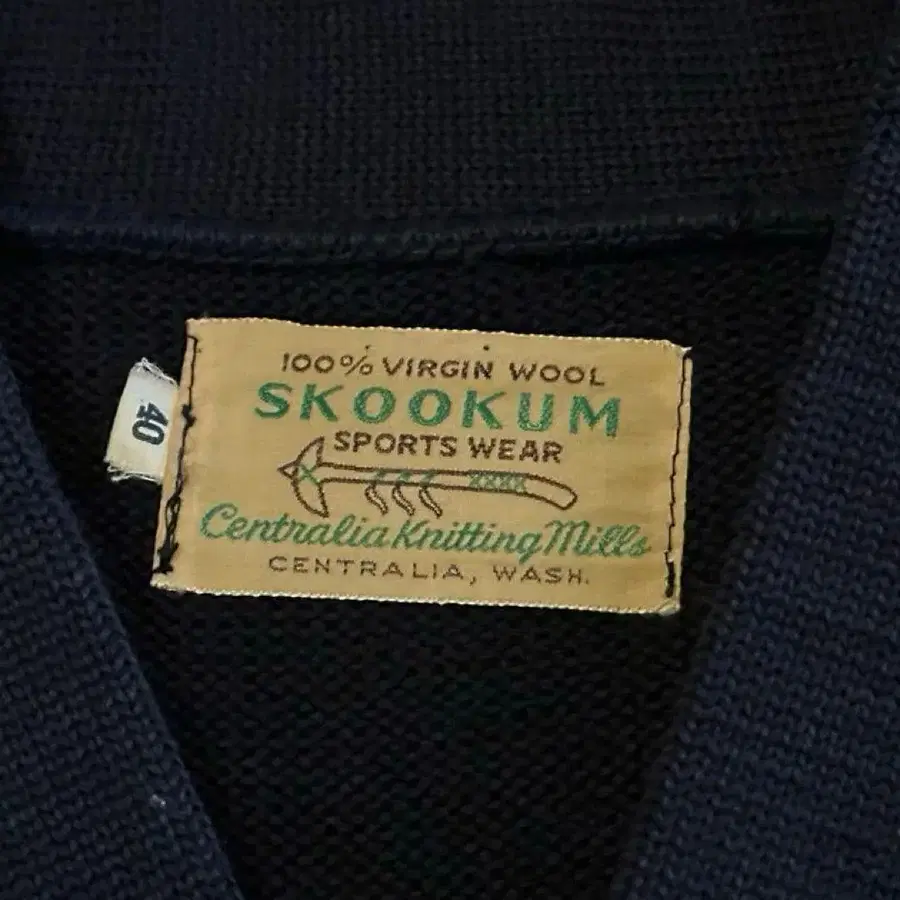 100% VIRGIN WOOL
SKOOKUM
SPORTS WEAR
Centralia Knitting Mills
CENTRALIA, WASH.
40